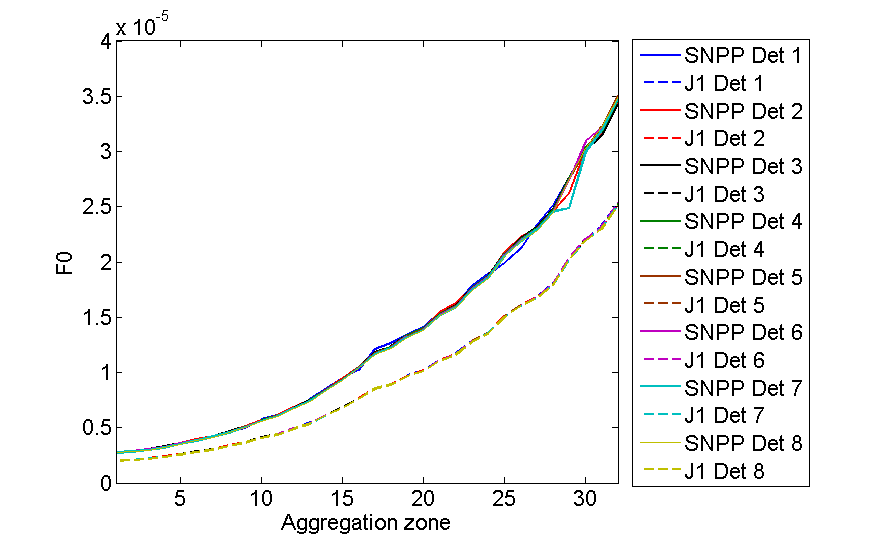 x 10^-5
4
3.5
3
2.5
2
1.5
1
0.5
0
F0
5 10 15 20 25 30
Aggregation zone
SNPP Det 1
J1 Det 1
SNPP Det 2
J1 Det 2
SNPP Det 3
J1 Det 3
SNPP Det 4
J1 Det 4
SNPP Det 5
J1 Det 5
SNPP Det 6
J1 Det 6
SNPP Det 7
J1 Det 7
SNPP Det 8
J1 Det 8